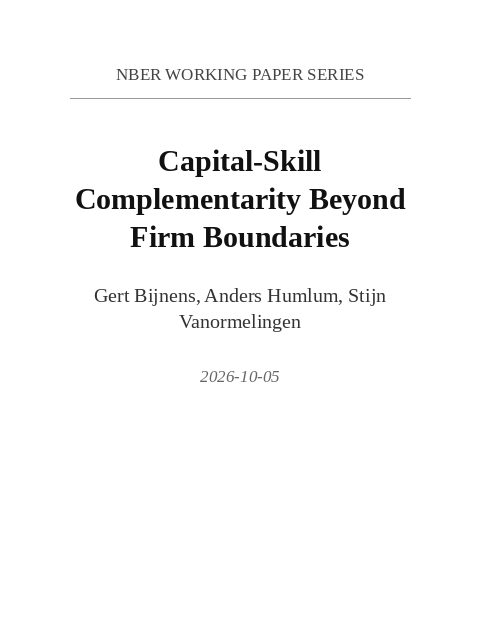 NBER WORKING PAPER SERIES
Capital-Skill
Complementarity Beyond
Firm Boundaries
Gert Bijnens, Anders Humlum, Stijn
Vanormelingen
2026-10-05